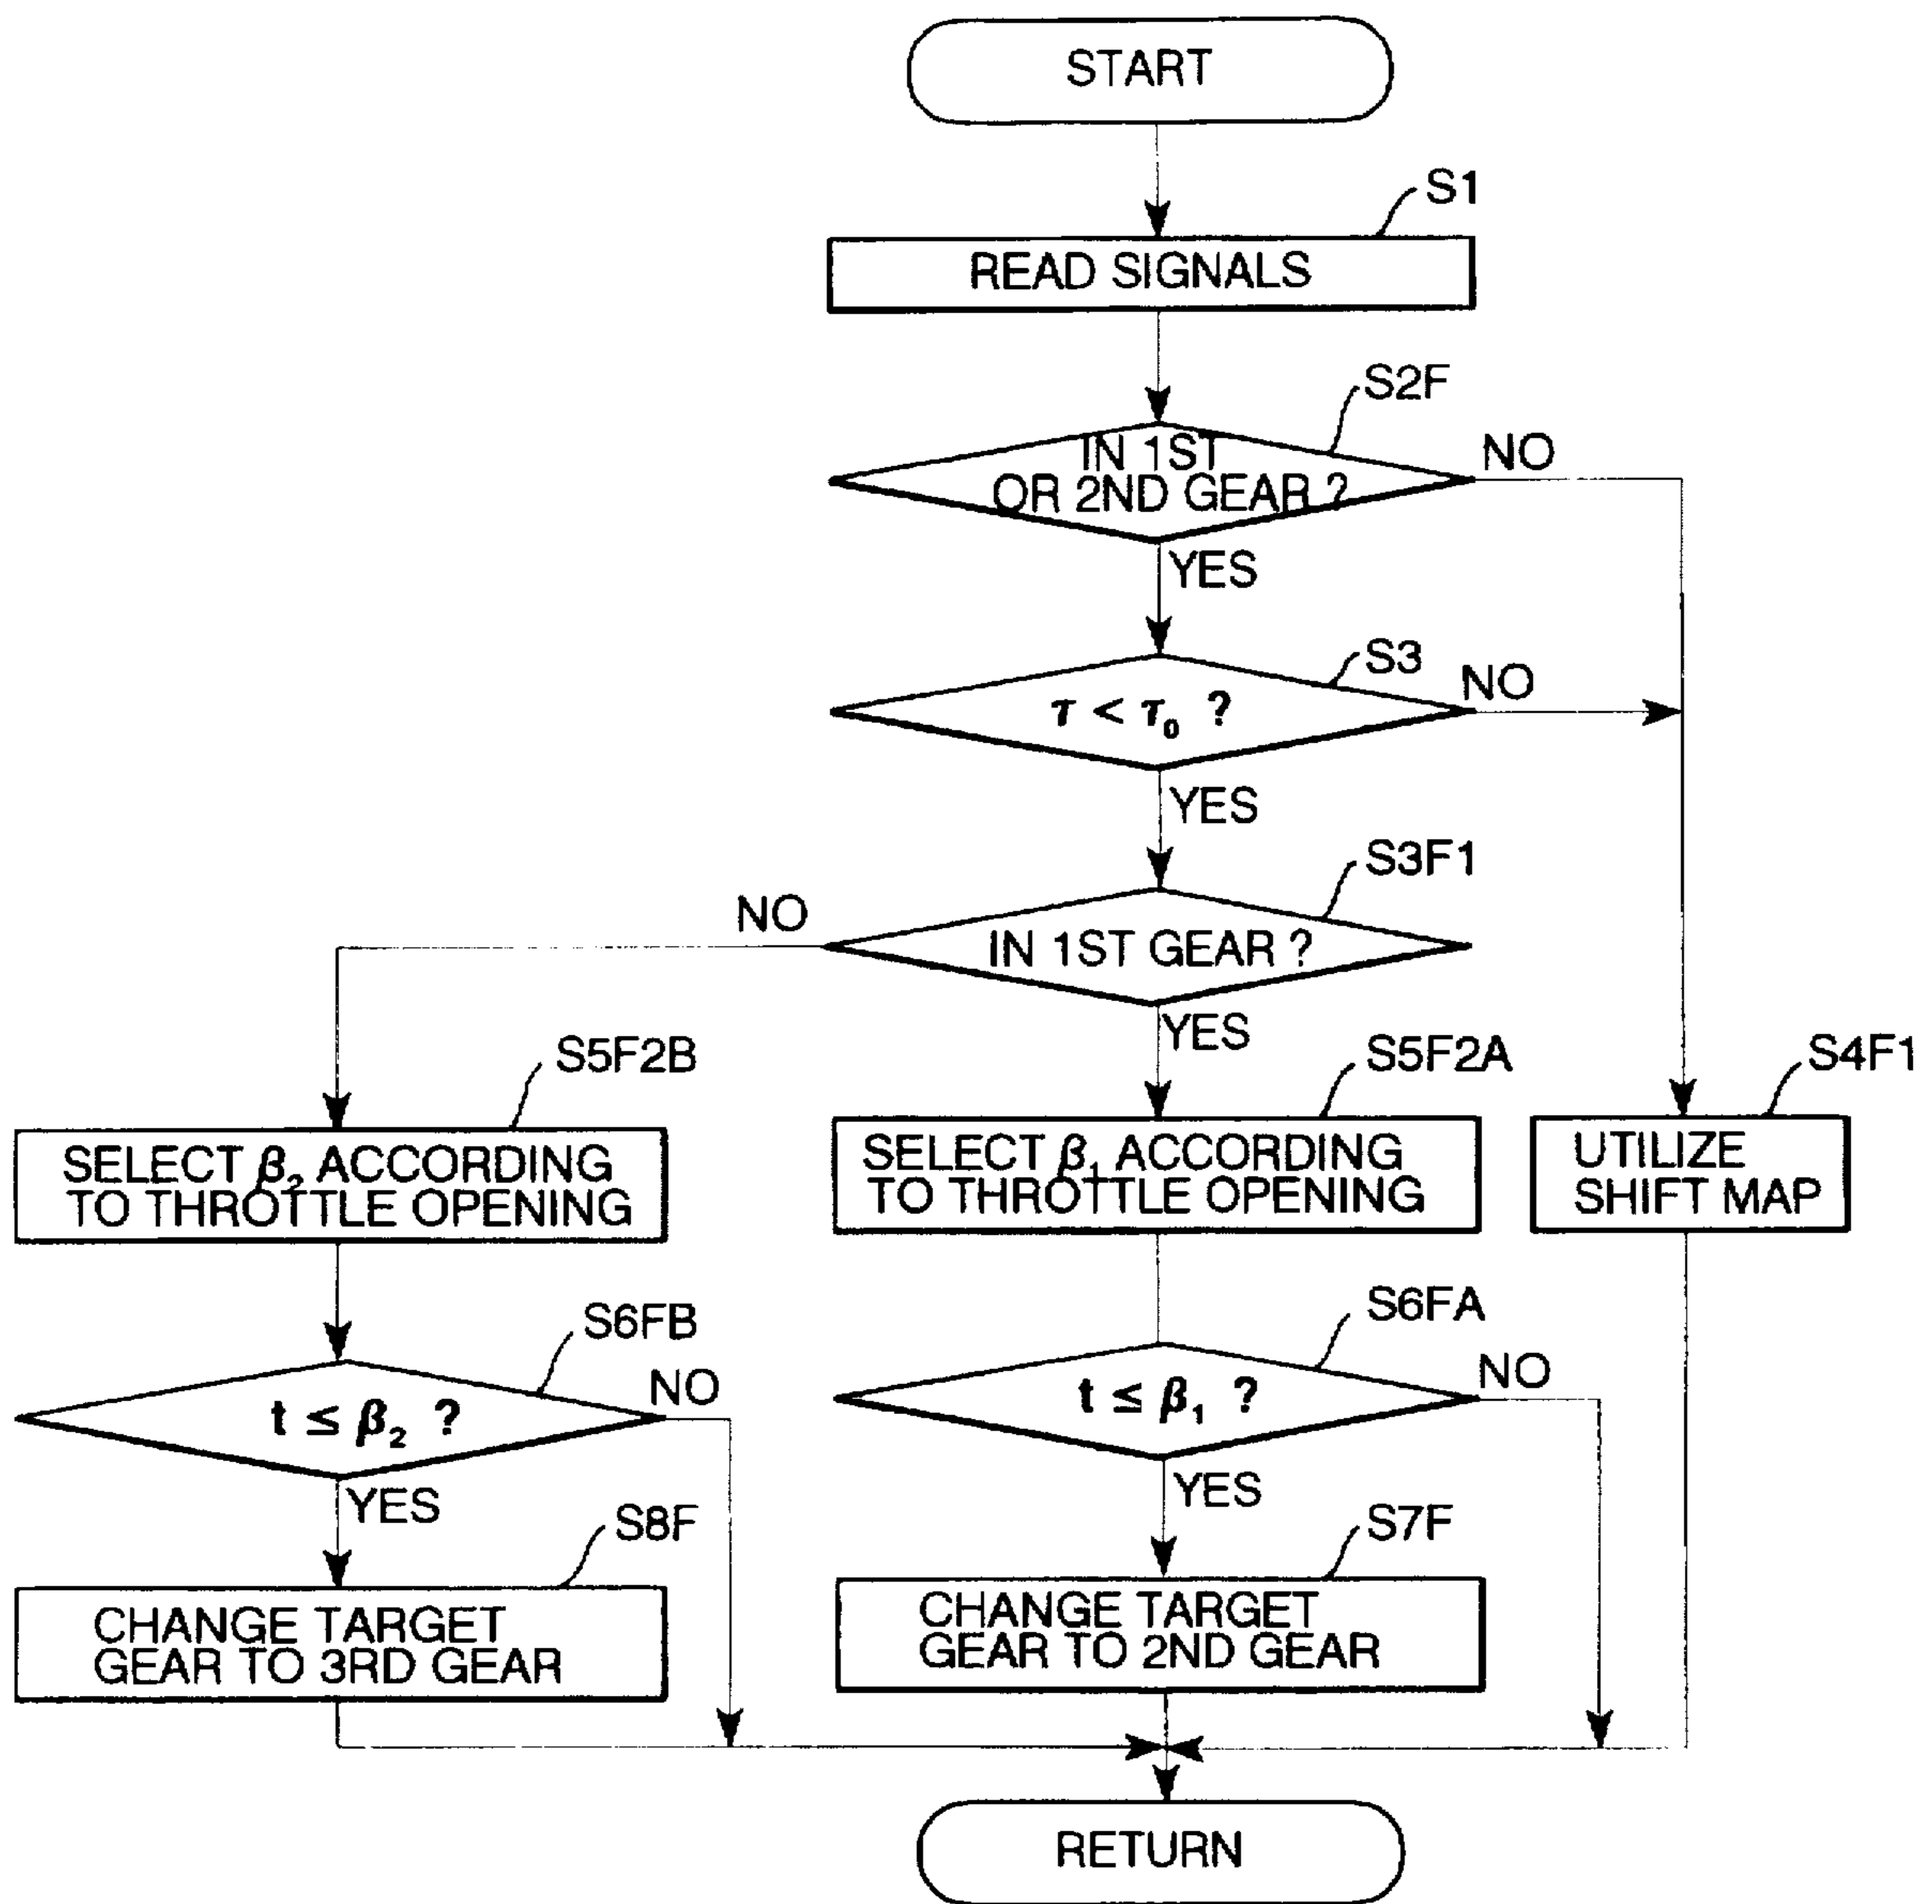 START
S1
READ SIGNALS
S2F
IN 1ST
OR 2ND GEAR ?
NO
YES
S3
τ < τ₀ ?
NO
YES
S3F1
NO
IN 1ST GEAR ?
YES
S5F2B
S5F2A
S4F1
SELECT β₂ ACCORDING
TO THROTTLE OPENING
SELECT β₁ ACCORDING
TO THROTTLE OPENING
UTILIZE
SHIFT MAP
S6FB
S6FA
t ≤ β₂ ?
NO
t ≤ β₁ ?
NO
YES
YES
S8F
S7F
CHANGE TARGET
GEAR TO 3RD GEAR
CHANGE TARGET
GEAR TO 2ND GEAR
RETURN